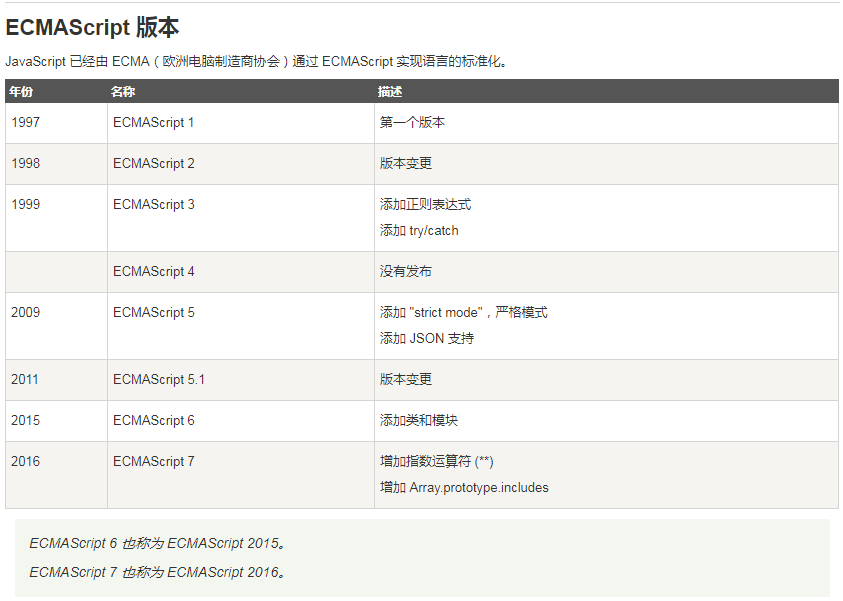 ECMAScript 版本
JavaScript 已经由 ECMA（欧洲电脑制造商协会）通过 ECMAScript 实现语言的标准化。
年份 名称 描述
1997 ECMAScript 1 第一个版本
1998 ECMAScript 2 版本变更
1999 ECMAScript 3 添加正则表达式
添加 try/catch
ECMAScript 4 没有发布
2009 ECMAScript 5 添加 "strict mode"，严格模式
添加 JSON 支持
2011 ECMAScript 5.1 版本变更
2015 ECMAScript 6 添加类和模块
2016 ECMAScript 7 增加指数运算符 (**)
增加 Array.prototype.includes
ECMAScript 6 也称为 ECMAScript 2015。
ECMAScript 7 也称为 ECMAScript 2016。